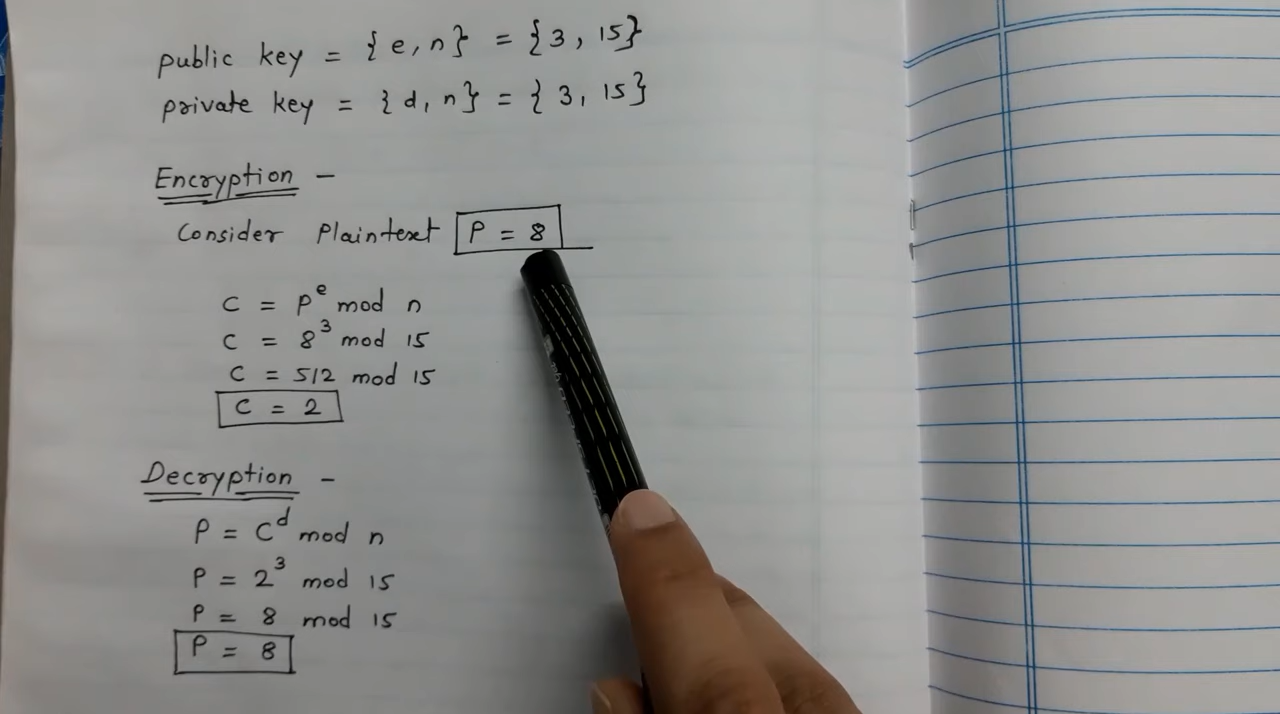 public key = {e, n} = {3, 15}
private key = {d, n} = {3, 15}
Encryption -
Consider Plaintext P = 8
C = P^e mod n
C = 8^3 mod 15
C = 512 mod 15
C = 2
Decryption -
P = C^d mod n
P = 2^3 mod 15
P = 8 mod 15
P = 8